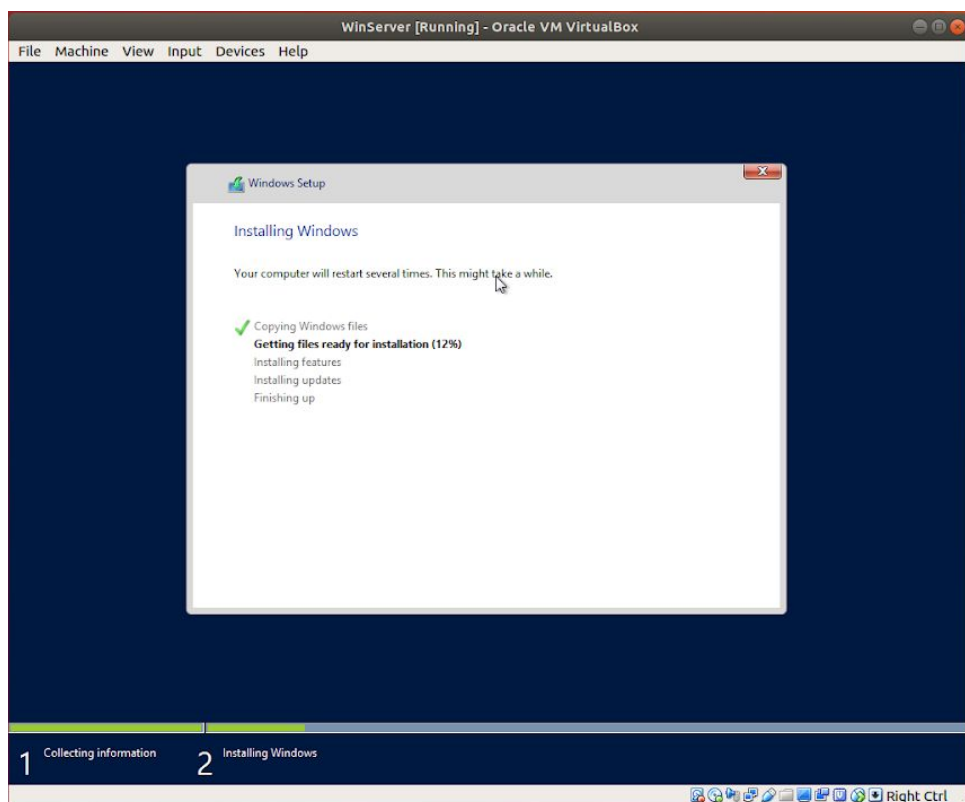 WinServer [Running] - Oracle VM VirtualBox
File Machine View Input Devices Help
Windows Setup
Installing Windows
Your computer will restart several times. This might take a while.
Copying Windows files
Getting files ready for installation (12%)
Installing features
Installing updates
Finishing up
1 Collecting information 2 Installing Windows
Right Ctrl